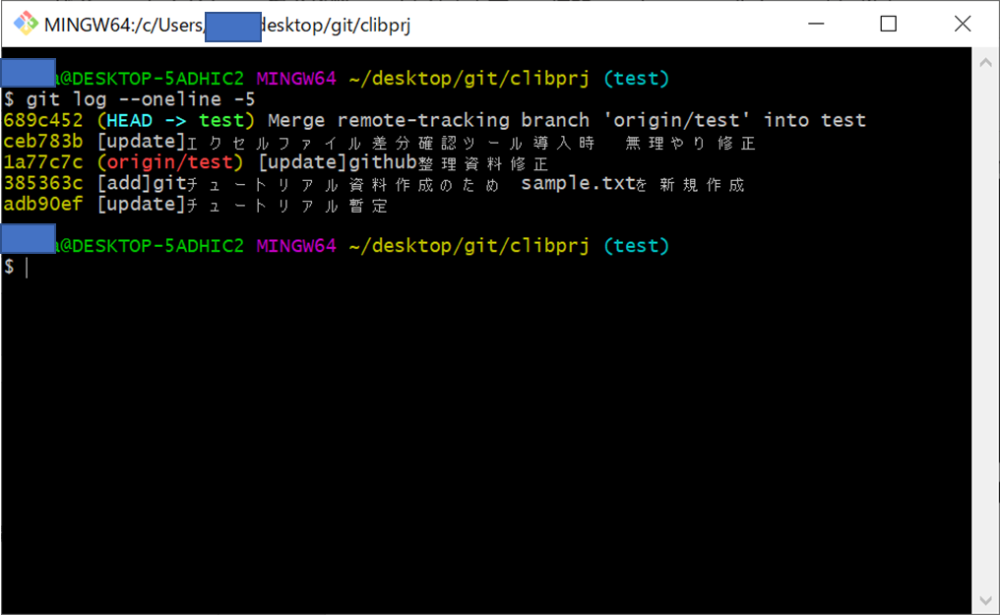 MINGW64:/c/Users/ desktop/git/clibprj
@DESKTOP-5ADHIC2 MINGW64 ~/desktop/git/clibprj (test)
$ git log --oneline -5
689c452 (HEAD -> test) Merge remote-tracking branch 'origin/test' into test
ceb783b [update]エクセルファイル差分確認ツール導入時 無理やり修正
1a77c7c (origin/test) [update]github整理資料修正
385363c [add]gitチュートリアル資料作成のため sample.txtを新規作成
adb90ef [update]チュートリアル暫定
@DESKTOP-5ADHIC2 MINGW64 ~/desktop/git/clibprj (test)
$